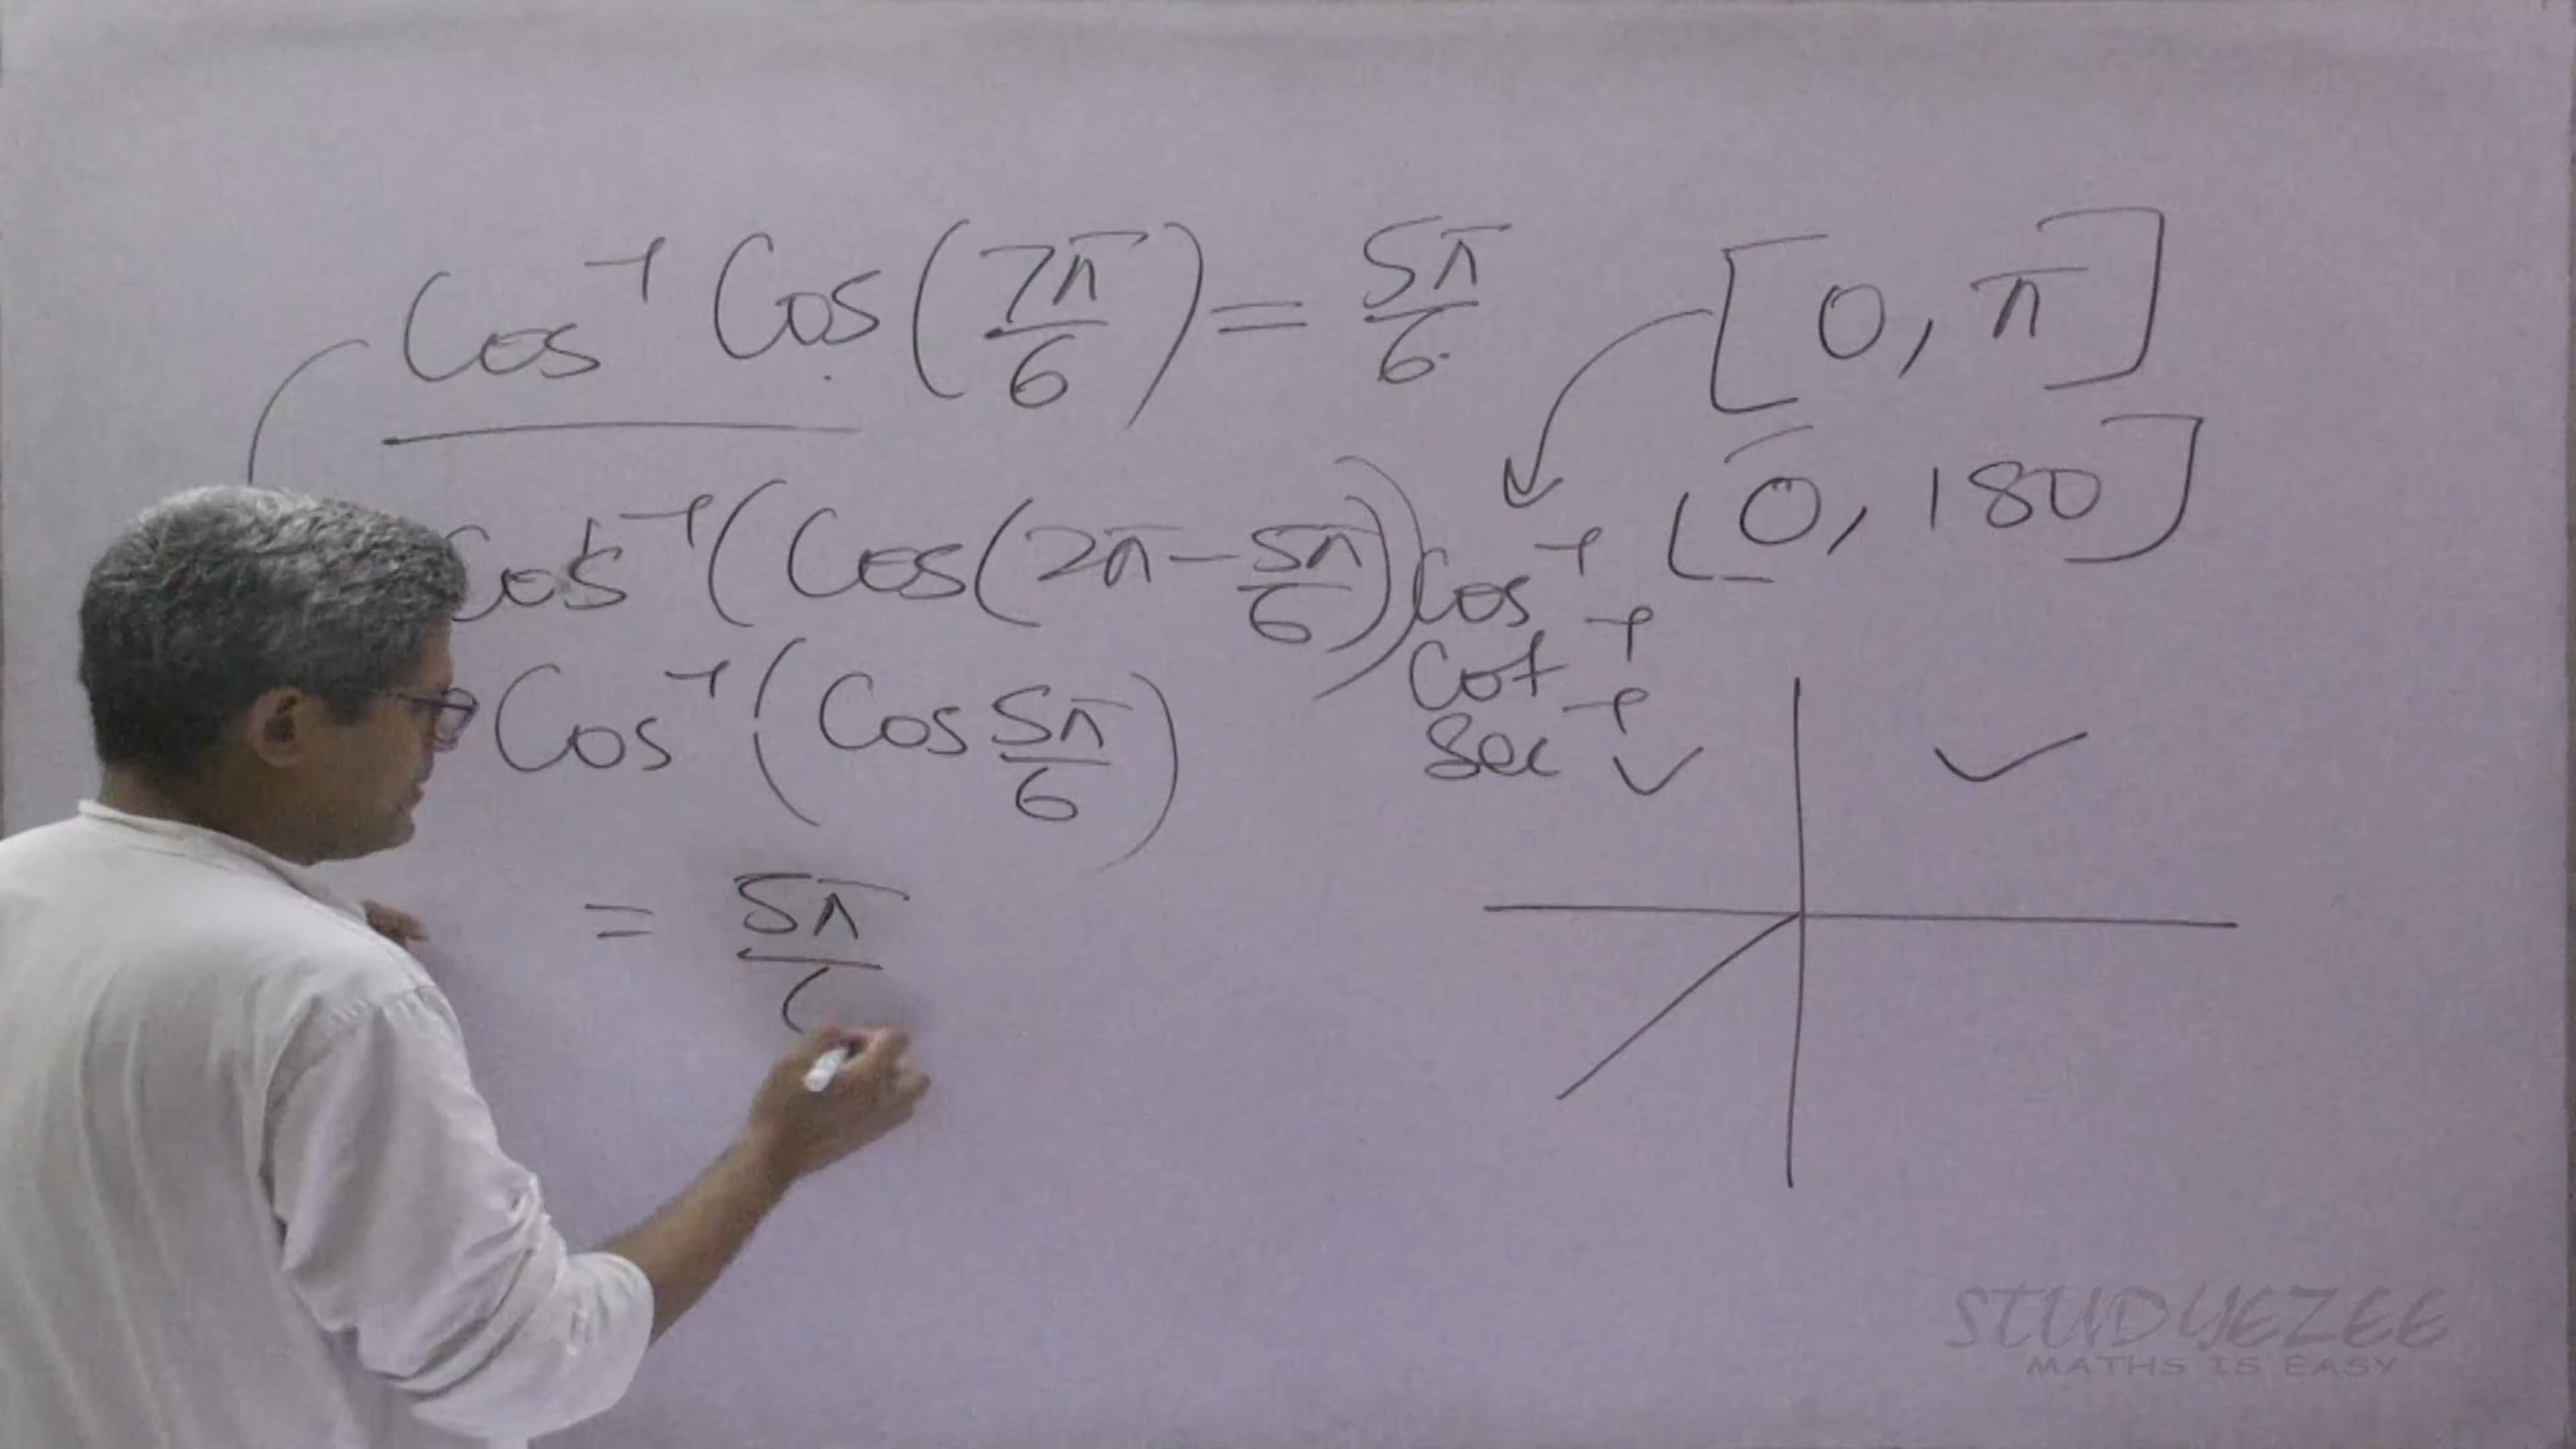 Cos⁻¹ Cos(7π/6) = 5π/6
[0, π]
[0, 180]
Cos⁻¹(Cos(2π - 5π/6))
Cos⁻¹(Cos 5π/6)
= 5π/
Cos⁻¹
Cot⁻¹
Sec⁻¹
STUDYEZEE
MATHS IS EASY